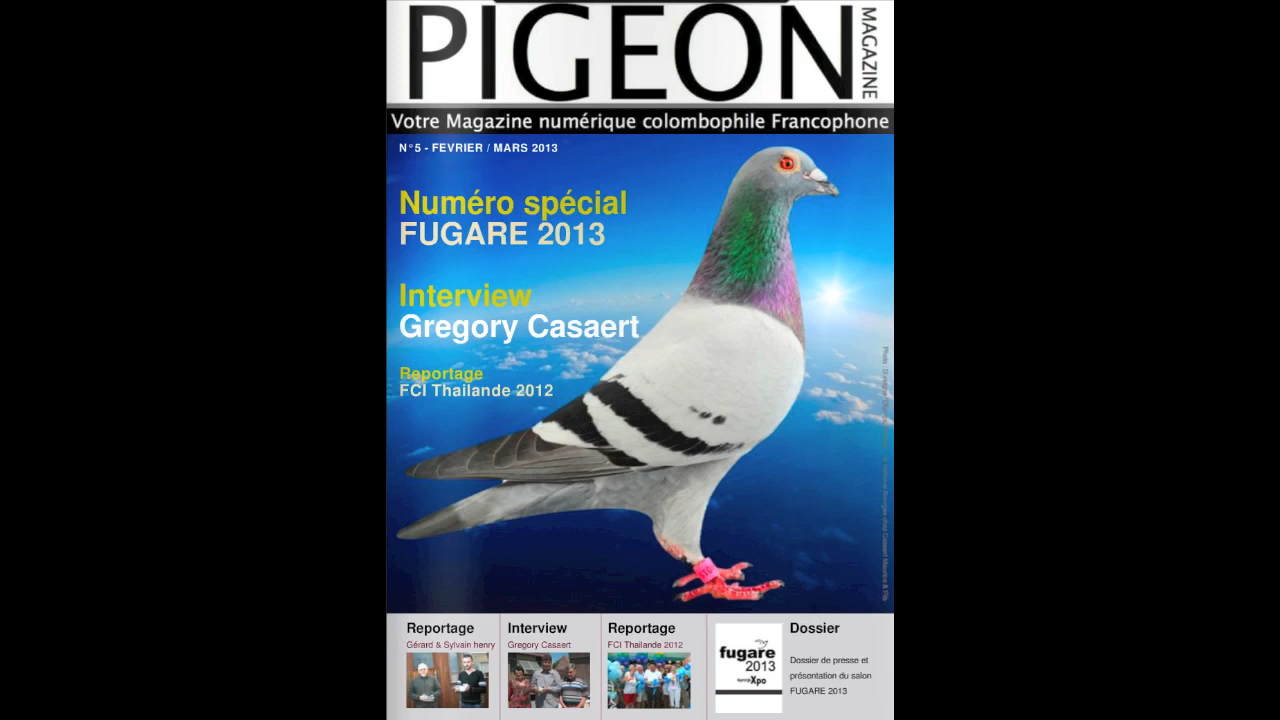 PIGEON
MAGAZINE
Votre Magazine numérique colombophile Francophone
N°5 - FEVRIER / MARS 2013
Numéro spécial
FUGARE 2013
Interview
Gregory Casaert
Reportage
FCI Thailande 2012
Reportage
Gérard & Sylvain henry
Interview
Gregory Casaert
Reportage
FCI Thailande 2012
fugare
2013
Xpo
Dossier
Dossier de presse et
présentation du salon
FUGARE 2013